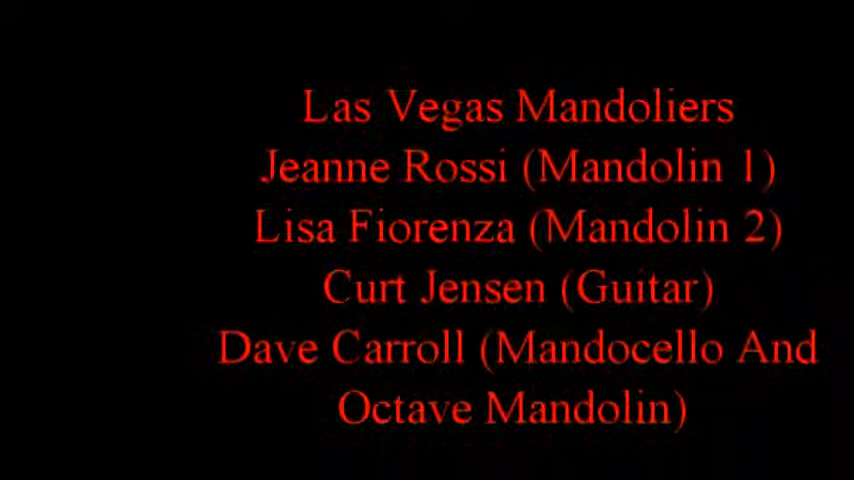 Las Vegas Mandoliers
Jeanne Rossi (Mandolin 1)
Lisa Fiorenza (Mandolin 2)
Curt Jensen (Guitar)
Dave Carroll (Mandocello And
Octave Mandolin)